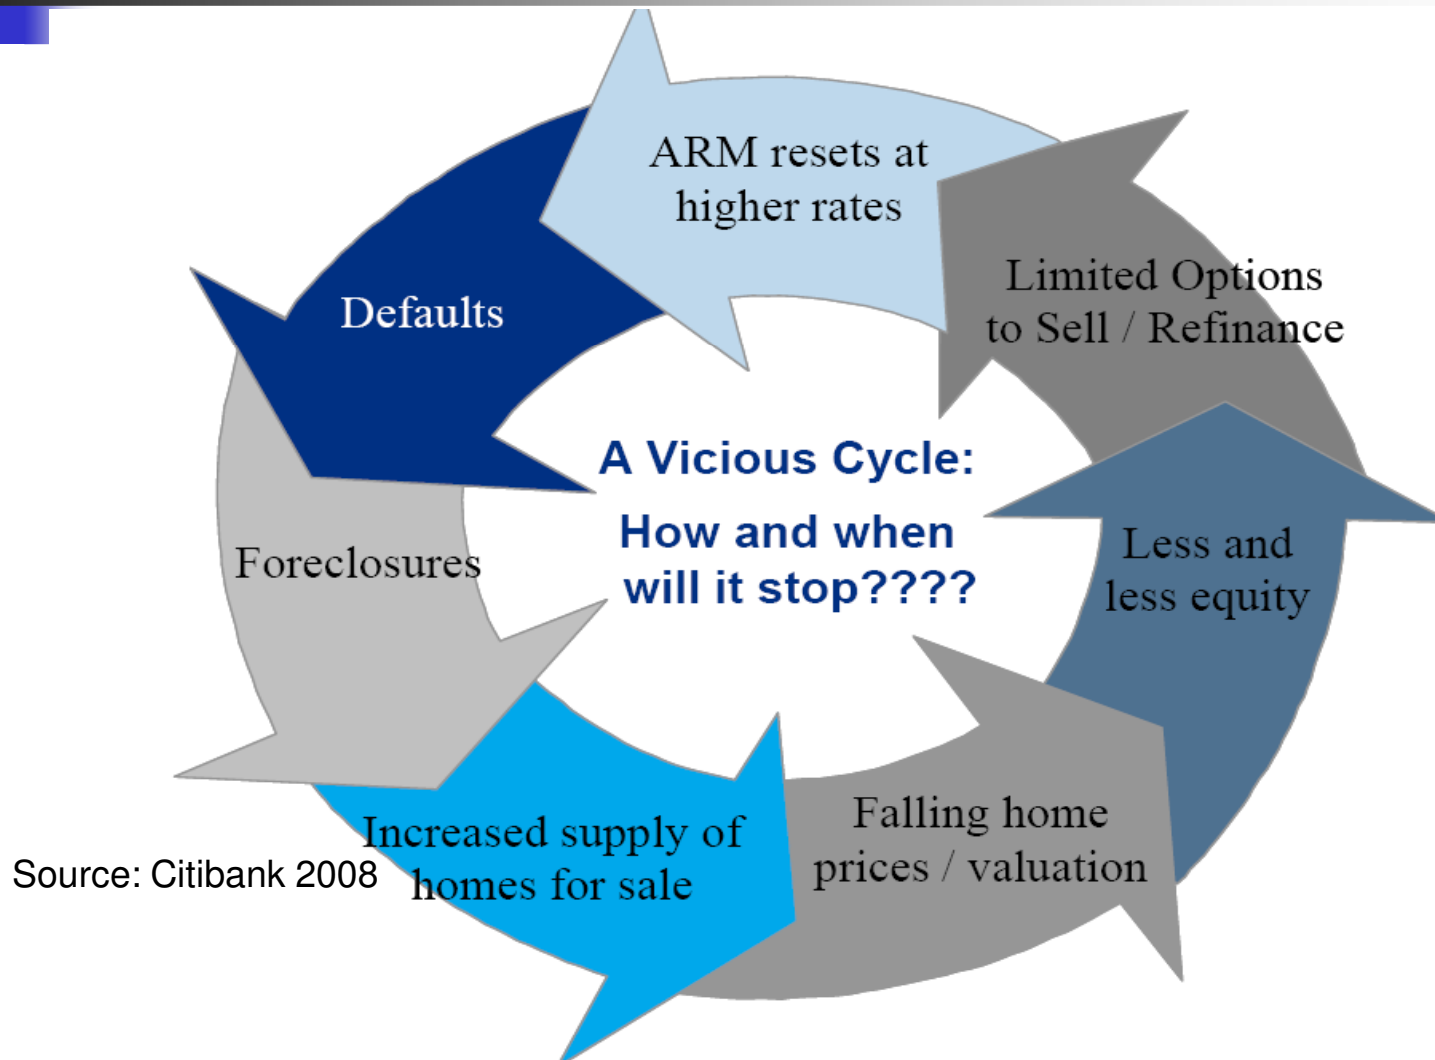 ARM resets at
higher rates
Limited Options
to Sell / Refinance
Defaults
A Vicious Cycle:
How and when
will it stop????
Less and
less equity
Foreclosures
Falling home
prices / valuation
Increased supply of
homes for sale
Source: Citibank 2008